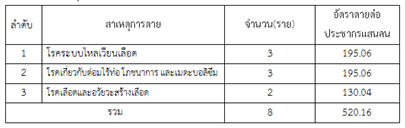 ลำดับ สาเหตุการตาย จำนวน(ราย) อัตราตายต่อ
ประชากรแสนคน
1 โรคระบบไหลเวียนเลือด 3 195.06
2 โรคเกี่ยวกับต่อมไร้ท่อ โภชนาการ และเมตะบอลิซึม 3 195.06
3 โรคเลือดและอวัยวะสร้างเลือด 2 130.04
รวม 8 520.16